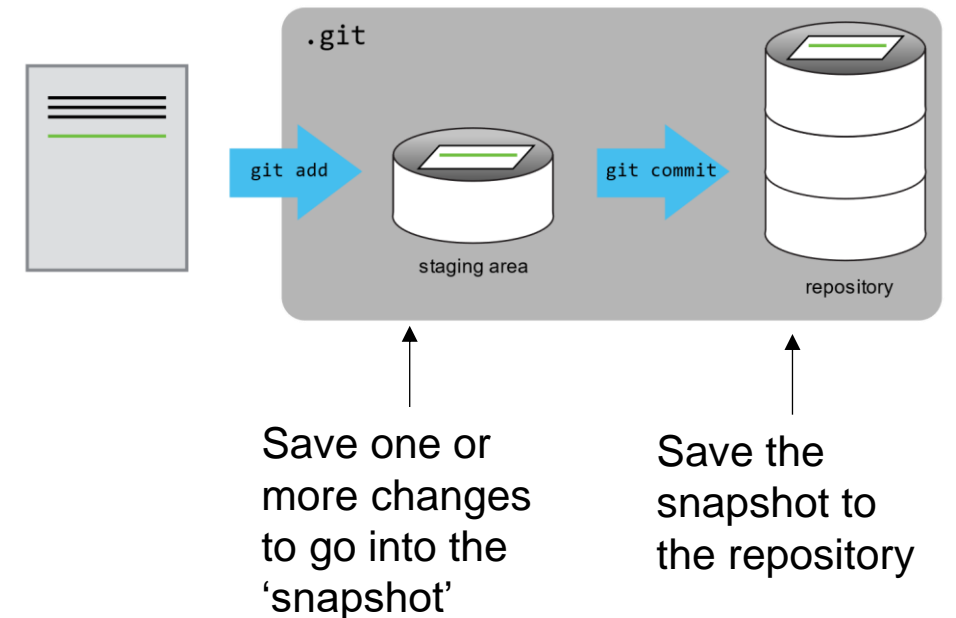 .git
git add
git commit
staging area
repository
Save one or
more changes
to go into the
‘snapshot’
Save the
snapshot to
the repository